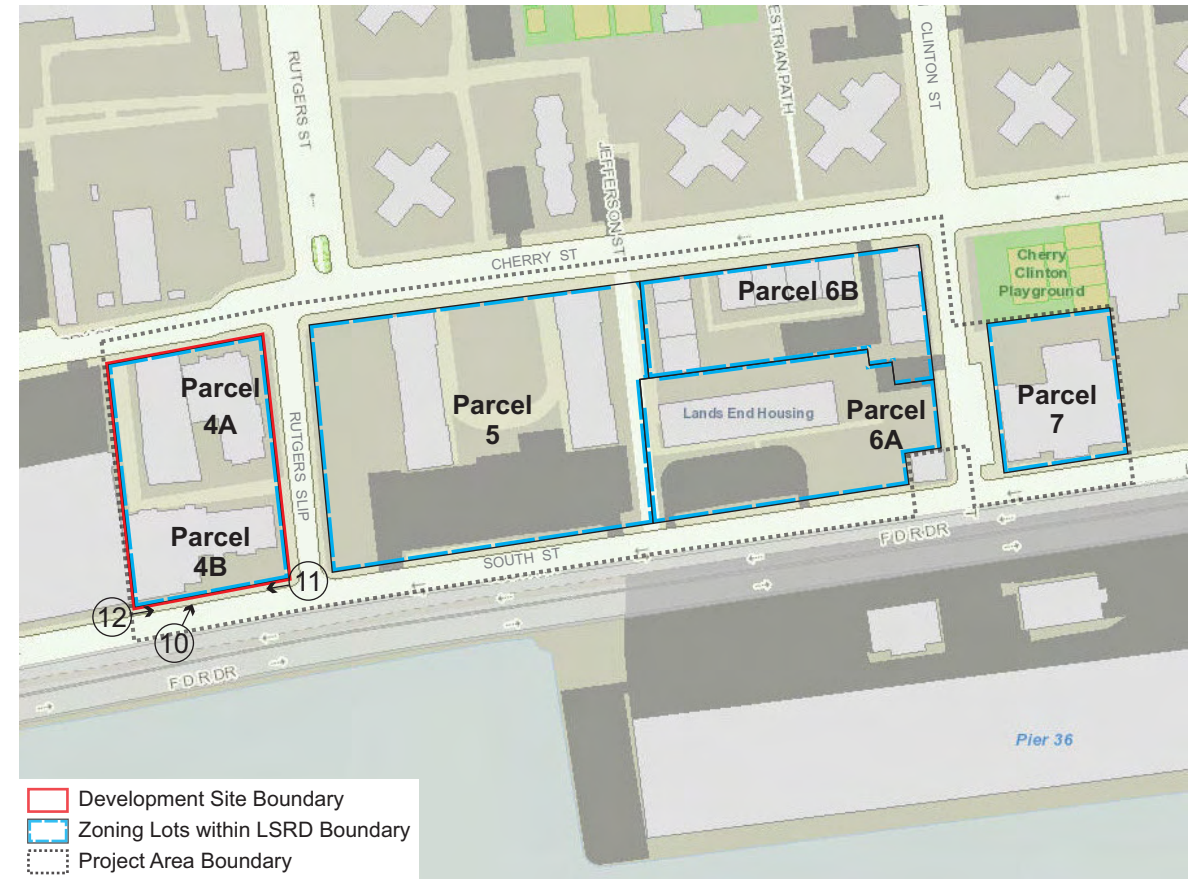 RUTGERS ST
ESTRIAN PATH
CLINTON ST
JEFFERSON ST
CHERRY ST
Cherry
Clinton
Playground
Parcel 6B
Parcel
4A
Parcel
5
Lands End Housing
Parcel
6A
Parcel
7
RUTGERS SLIP
Parcel
4B
SOUTH ST
F D R DR
11
12
10
F D R DR
Pier 36
Development Site Boundary
Zoning Lots within LSRD Boundary
Project Area Boundary